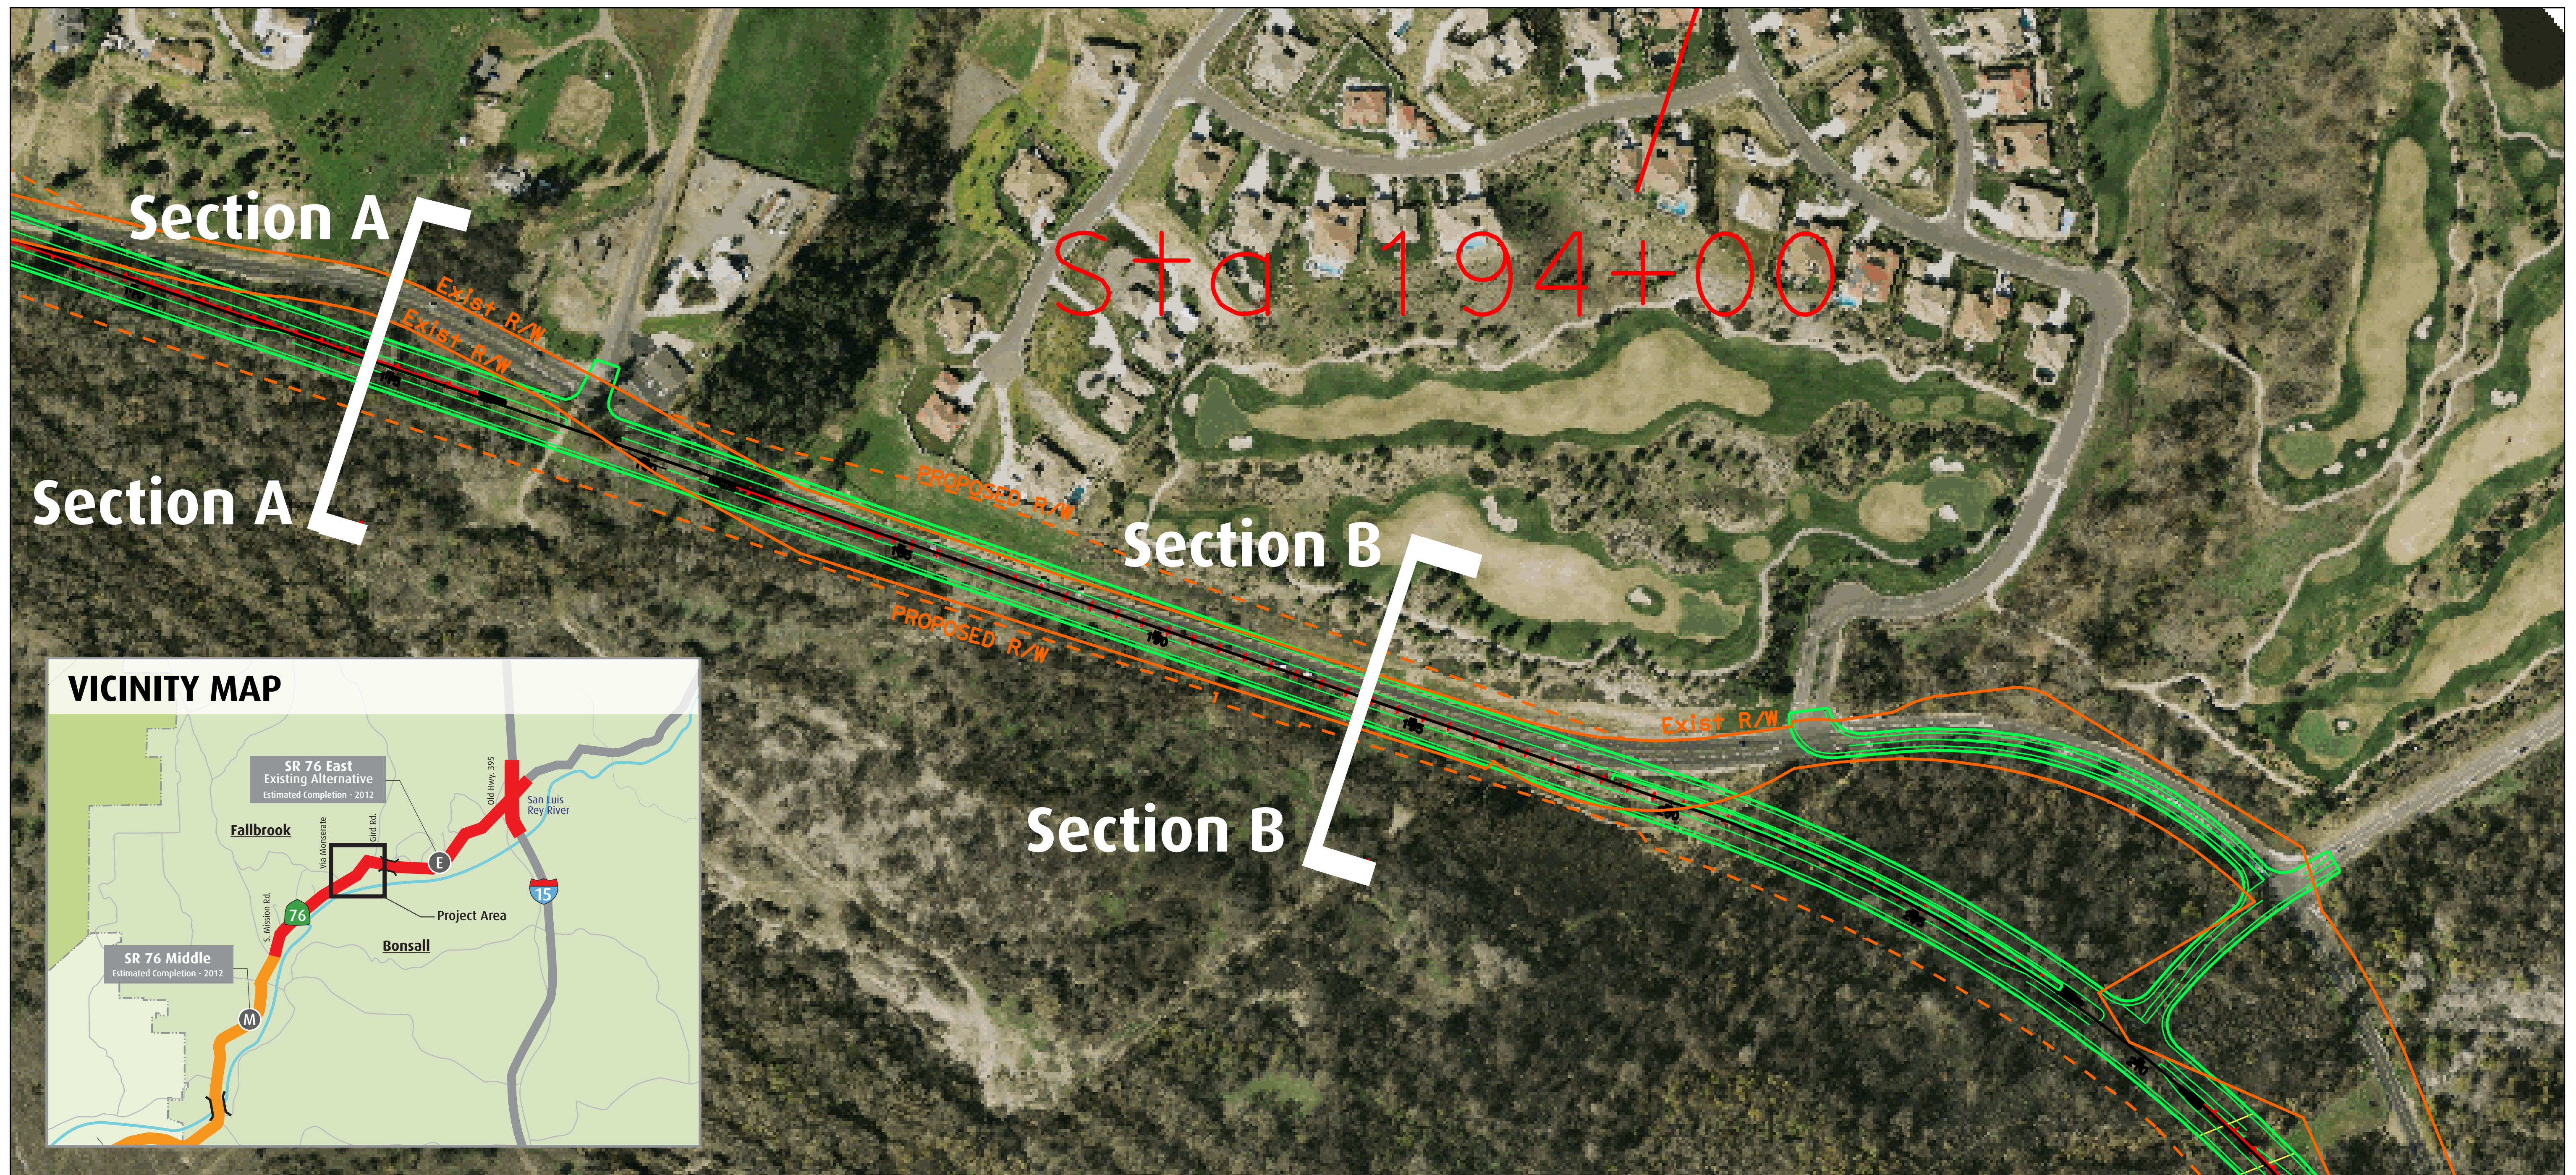 Section A
Exist R/W
Exist R/W
Section A
Sta 194+00
PROPOSED R/W
PROPOSED R/W
Section B
Exist R/W
Section B
VICINITY MAP
SR 76 East
Existing Alternative
Estimated Completion - 2012
Old Hwy. 395
San Luis
Rey River
Fallbrook
Via Monserate
Gird Rd.
E
15
76
Project Area
S. Mission Rd.
Bonsall
SR 76 Middle
Estimated Completion - 2012
M